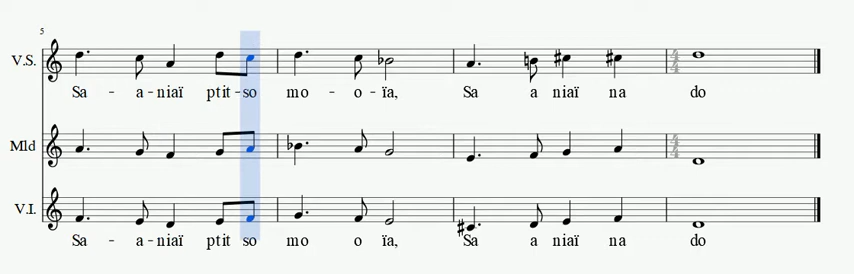 5
V.S.
Sa - a - niaï ptit - so mo - o - ïa, Sa a niaï na do
Mld
V.I.
Sa - a - niaï ptit so mo o ïa, Sa a niaï na do